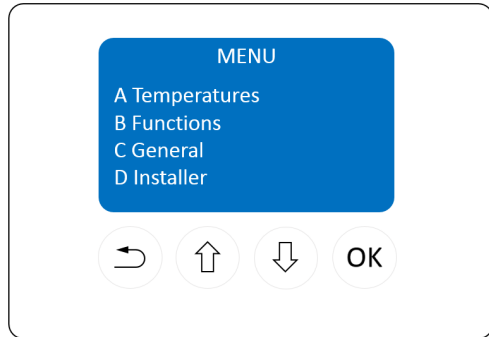 MENU
A Temperatures
B Functions
C General
D Installer
OK